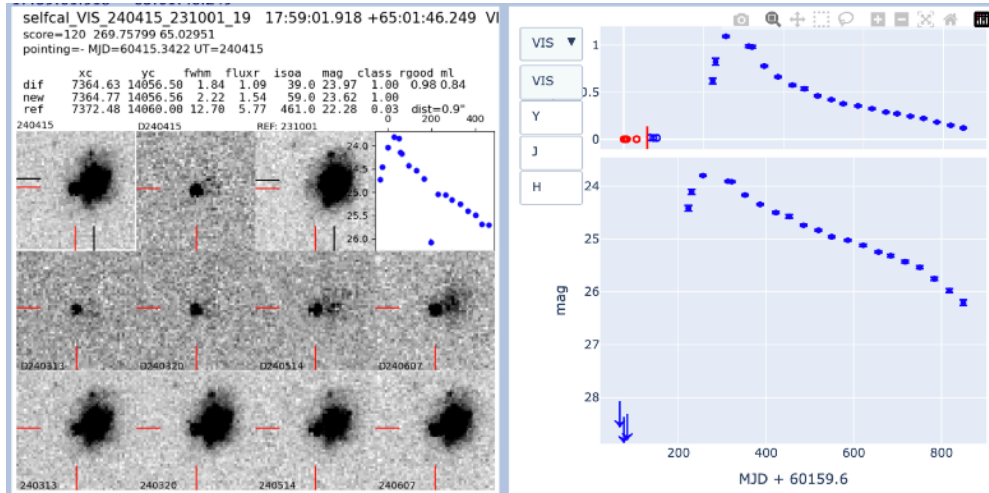 selfcal_VIS_240415_231001_19 17:59:01.918 +65:01:46.249 VI
score=120 269.75799 65.02951
pointing=- MJD=60415.3422 UT=240415
xc yc fwhm fluxr isoa mag class rgood ml
dif 7364.63 14056.50 1.84 1.09 39.0 23.97 1.00 0.98 0.84
new 7364.77 14056.56 2.22 1.54 59.0 23.62 1.00
ref 7372.48 14060.00 12.70 5.77 461.0 22.28 0.03 dist=0.9"
240415 D240415 REF: 231001 0 200 400
24.0
24.5
25.0
25.5
26.0
D240313 D240320 D240514 D240607
240313 240320 240514 240607
VIS ▼
VIS
Y
J
H
1
0.5
0
24
25
26
27
28
mag
200 400 600 800
MJD + 60159.6